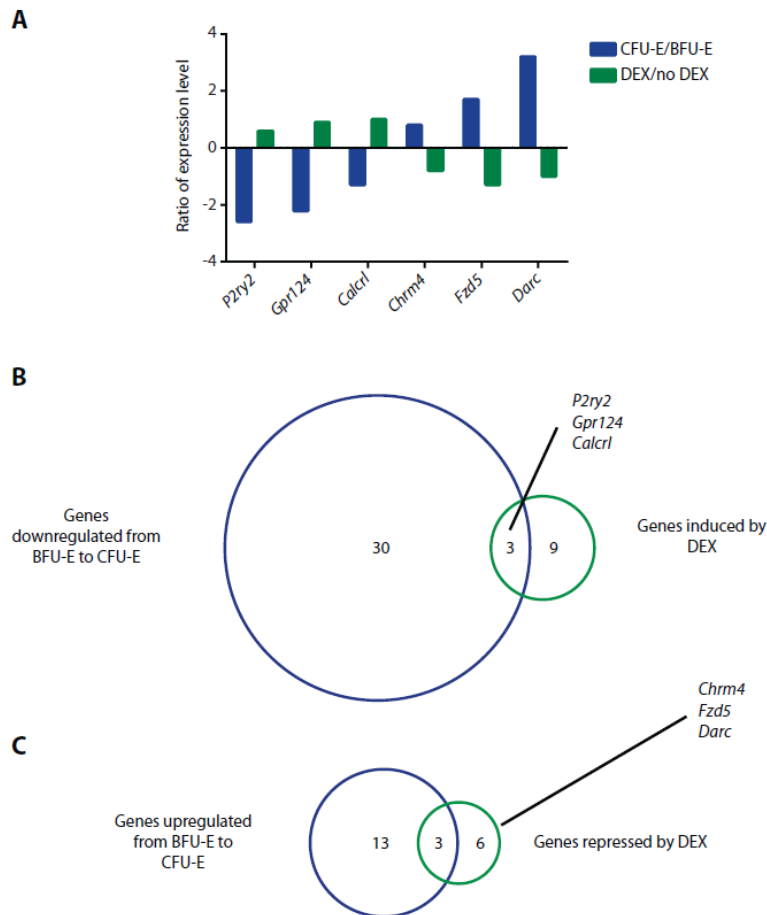 A
4
2
0
-2
-4
Ratio of expression level
CFU-E/BFU-E
DEX/no DEX
P2ry2
Gpr124
Calcrl
Chrm4
Fzd5
Darc
B
P2ry2
Gpr124
Calcrl
Genes
downregulated from
BFU-E to CFU-E
30
3
9
Genes induced by
DEX
Chrm4
Fzd5
Darc
C
Genes upregulated
from BFU-E to
CFU-E
13
3
6
Genes repressed by DEX